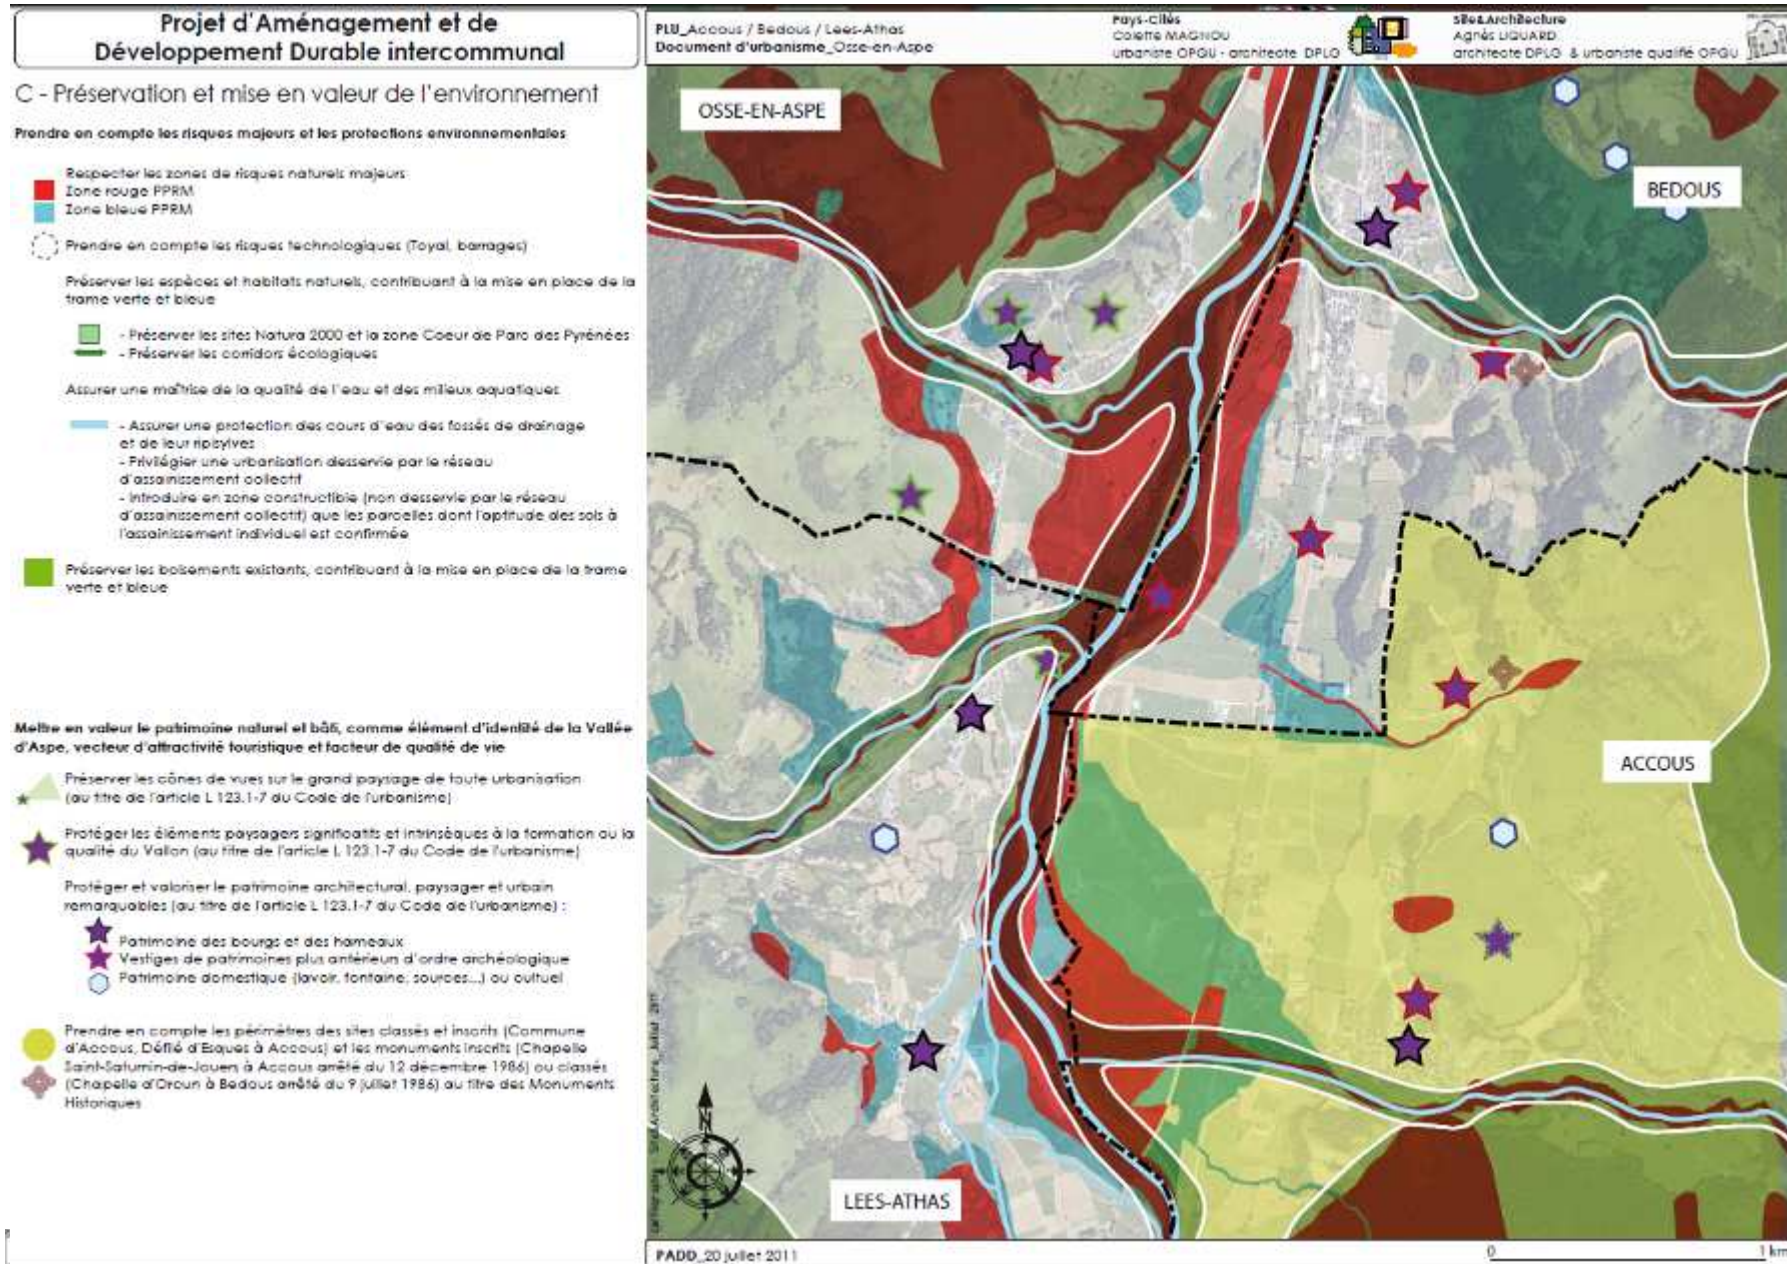 Projet d'Aménagement et de
Développement Durable intercommunal
PLU_Accous / Bedous / Lees-Athas
Document d'urbanisme_Osse-en-Aspe
Pays-Cités
Colette MAGNOU
urbaniste OPQU - architecte DPLG
Site&Architecture
Agnès LIQUARD
architecte DPLG & urbaniste qualifié OPQU
C - Préservation et mise en valeur de l'environnement
Prendre en compte les risques majeurs et les protections environnementales
Respecter les zones de risques naturels majeurs
Zone rouge PPRM
Zone bleue PPRM
Prendre en compte les risques technologiques (Toyal, barrages)
Préserver les espèces et habitats naturels, contribuant à la mise en place de la
trame verte et bleue
- Préserver les sites Natura 2000 et la zone Coeur de Parc des Pyrénées
- Préserver les corridors écologiques
Assurer une maîtrise de la qualité de l'eau et des milieux aquatiques
- Assurer une protection des cours d'eau des fossés de drainage
et de leur ripisylves
- Privilégier une urbanisation desservie par le réseau
d'assainissement collectif
- Introduire en zone constructible (non desservie par le réseau
d'assainissement collectif) que les parcelles dont l'aptitude des sols à
l'assainissement individuel est confirmée
Préserver les boisements existants, contribuant à la mise en place de la trame
verte et bleue
Mettre en valeur le patrimoine naturel et bâti, comme élément d'identité de la Vallée
d'Aspe, vecteur d'attractivité touristique et facteur de qualité de vie
Préserver les cônes de vues sur le grand paysage de toute urbanisation
(au titre de l'article L 123.1-7 du Code de l'urbanisme)
Protéger les éléments paysagers significatifs et intrinsèques à la formation ou la
qualité du Vallon (au titre de l'article L 123.1-7 du Code de l'urbanisme)
Protéger et valoriser le patrimoine architectural, paysager et urbain
remarquables (au titre de l'article L 123.1-7 du Code de l'urbanisme) :
Patrimoine des bourgs et des hameaux
Vestiges de patrimoines plus antérieurs d'ordre archéologique
Patrimoine domestique (lavoir, fontaine, sources...) ou cultuel
Prendre en compte les périmètres des sites classés et inscrits (Commune
d'Accous, Défilé d'Esques à Accous) et les monuments inscrits (Chapelle
Saint-Saturnin-de-Jouers à Accous arrêté du 12 décembre 1986) ou classés
(Chapelle d'Orcun à Bedous arrêté du 9 juillet 1986) au titre des Monuments
Historiques
OSSE-EN-ASPE
BEDOUS
ACCOUS
LEES-ATHAS
N
Cartographie Site&Architecture_Juillet 2011
PADD_20 juillet 2011
0
1 km